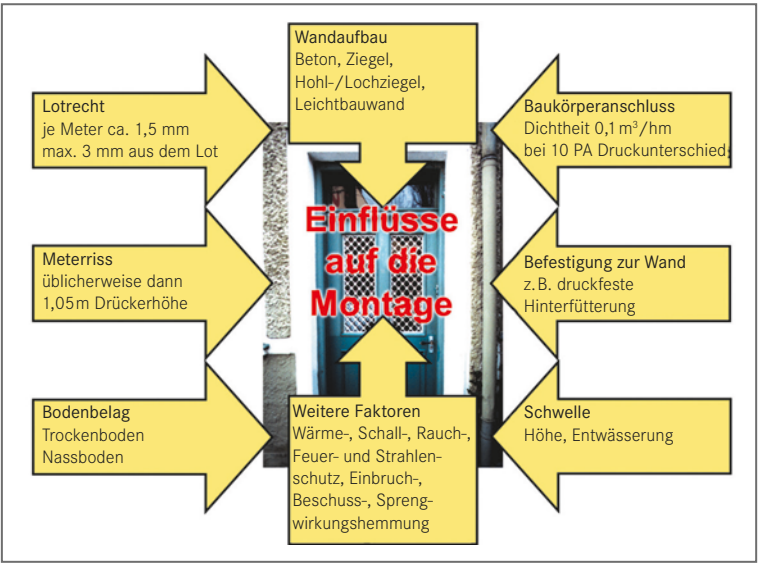 Wandaufbau
Beton, Ziegel,
Hohl-/Lochziegel,
Leichtbauwand
Lotrecht
je Meter ca. 1,5 mm
max. 3 mm aus dem Lot
Baukörperanschluss
Dichtheit 0,1 m³/hm
bei 10 PA Druckunterschied
Einflüsse
auf die
Montage
Meterriss
üblicherweise dann
1,05 m Drückerhöhe
Befestigung zur Wand
z. B. druckfeste
Hinterfütterung
Bodenbelag
Trockenboden
Nassboden
Weitere Faktoren
Wärme-, Schall-, Rauch-,
Feuer- und Strahlen-
schutz, Einbruch-,
Beschuss-, Spreng-
wirkungshemmung
Schwelle
Höhe, Entwässerung